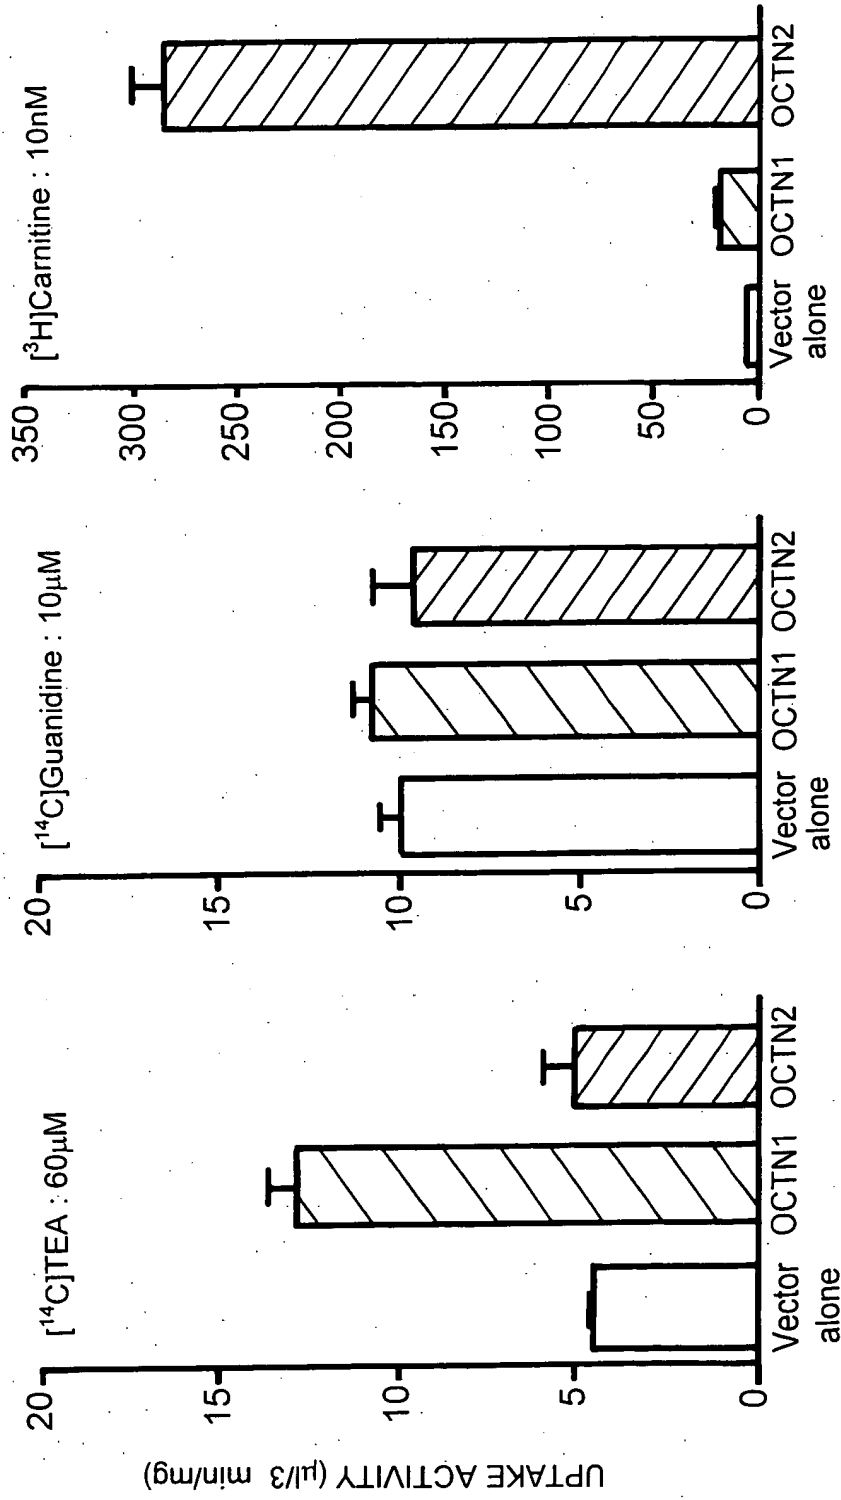 UPTAKE ACTIVITY (µl/3 min/mg)
[¹⁴C]TEA : 60µM
20
15
10
5
0
Vector
alone
OCTN1
OCTN2
[¹⁴C]Guanidine : 10µM
20
15
10
5
0
Vector
alone
OCTN1
OCTN2
[³H]Carnitine : 10nM
350
300
250
200
150
100
50
0
Vector
alone
OCTN1
OCTN2